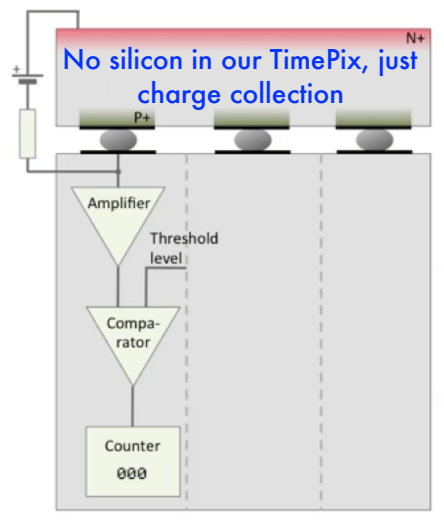 N+
No silicon in our TimePix, just
charge collection
P+
+
Amplifier
Threshold
level
Compa-
rator
Counter
000